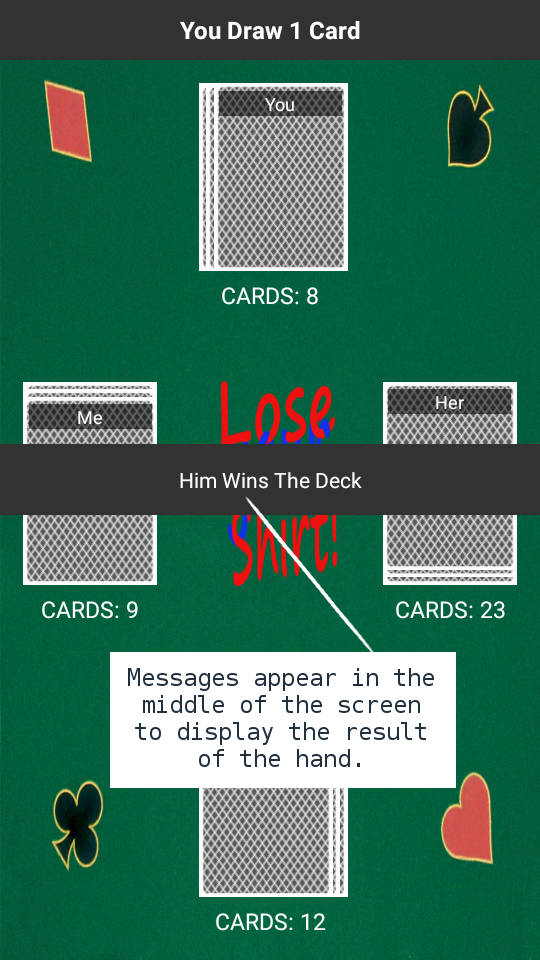 You Draw 1 Card
You
CARDS: 8
Lose
Me
Her
Him Wins The Deck
Shirt!
CARDS: 9
CARDS: 23
Messages appear in the
middle of the screen
to display the result
of the hand.
CARDS: 12